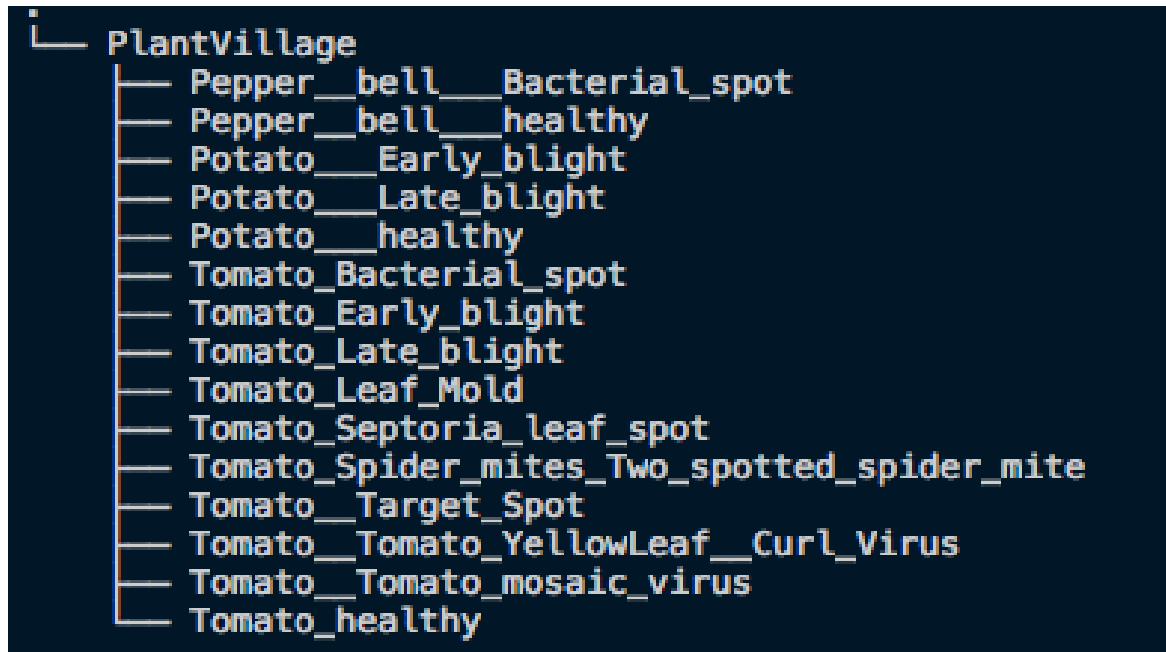 .
└── PlantVillage
    ├── Pepper__bell___Bacterial_spot
    ├── Pepper__bell___healthy
    ├── Potato___Early_blight
    ├── Potato___Late_blight
    ├── Potato___healthy
    ├── Tomato_Bacterial_spot
    ├── Tomato_Early_blight
    ├── Tomato_Late_blight
    ├── Tomato_Leaf_Mold
    ├── Tomato_Septoria_leaf_spot
    ├── Tomato_Spider_mites_Two_spotted_spider_mite
    ├── Tomato__Target_Spot
    ├── Tomato__Tomato_YellowLeaf__Curl_Virus
    ├── Tomato__Tomato_mosaic_virus
    └── Tomato_healthy